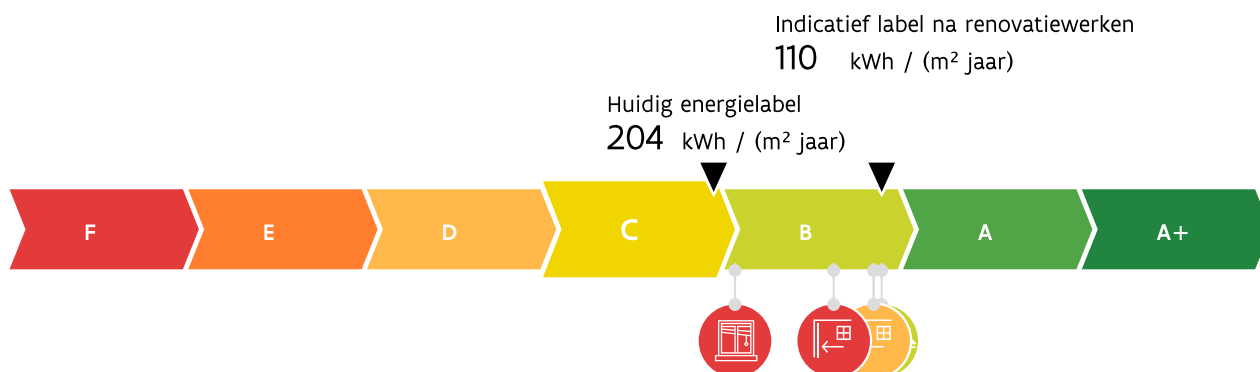 Indicatief label na renovatiewerken
110 kWh / (m² jaar)
Huidig energielabel
204 kWh / (m² jaar)
F E D C B A A+